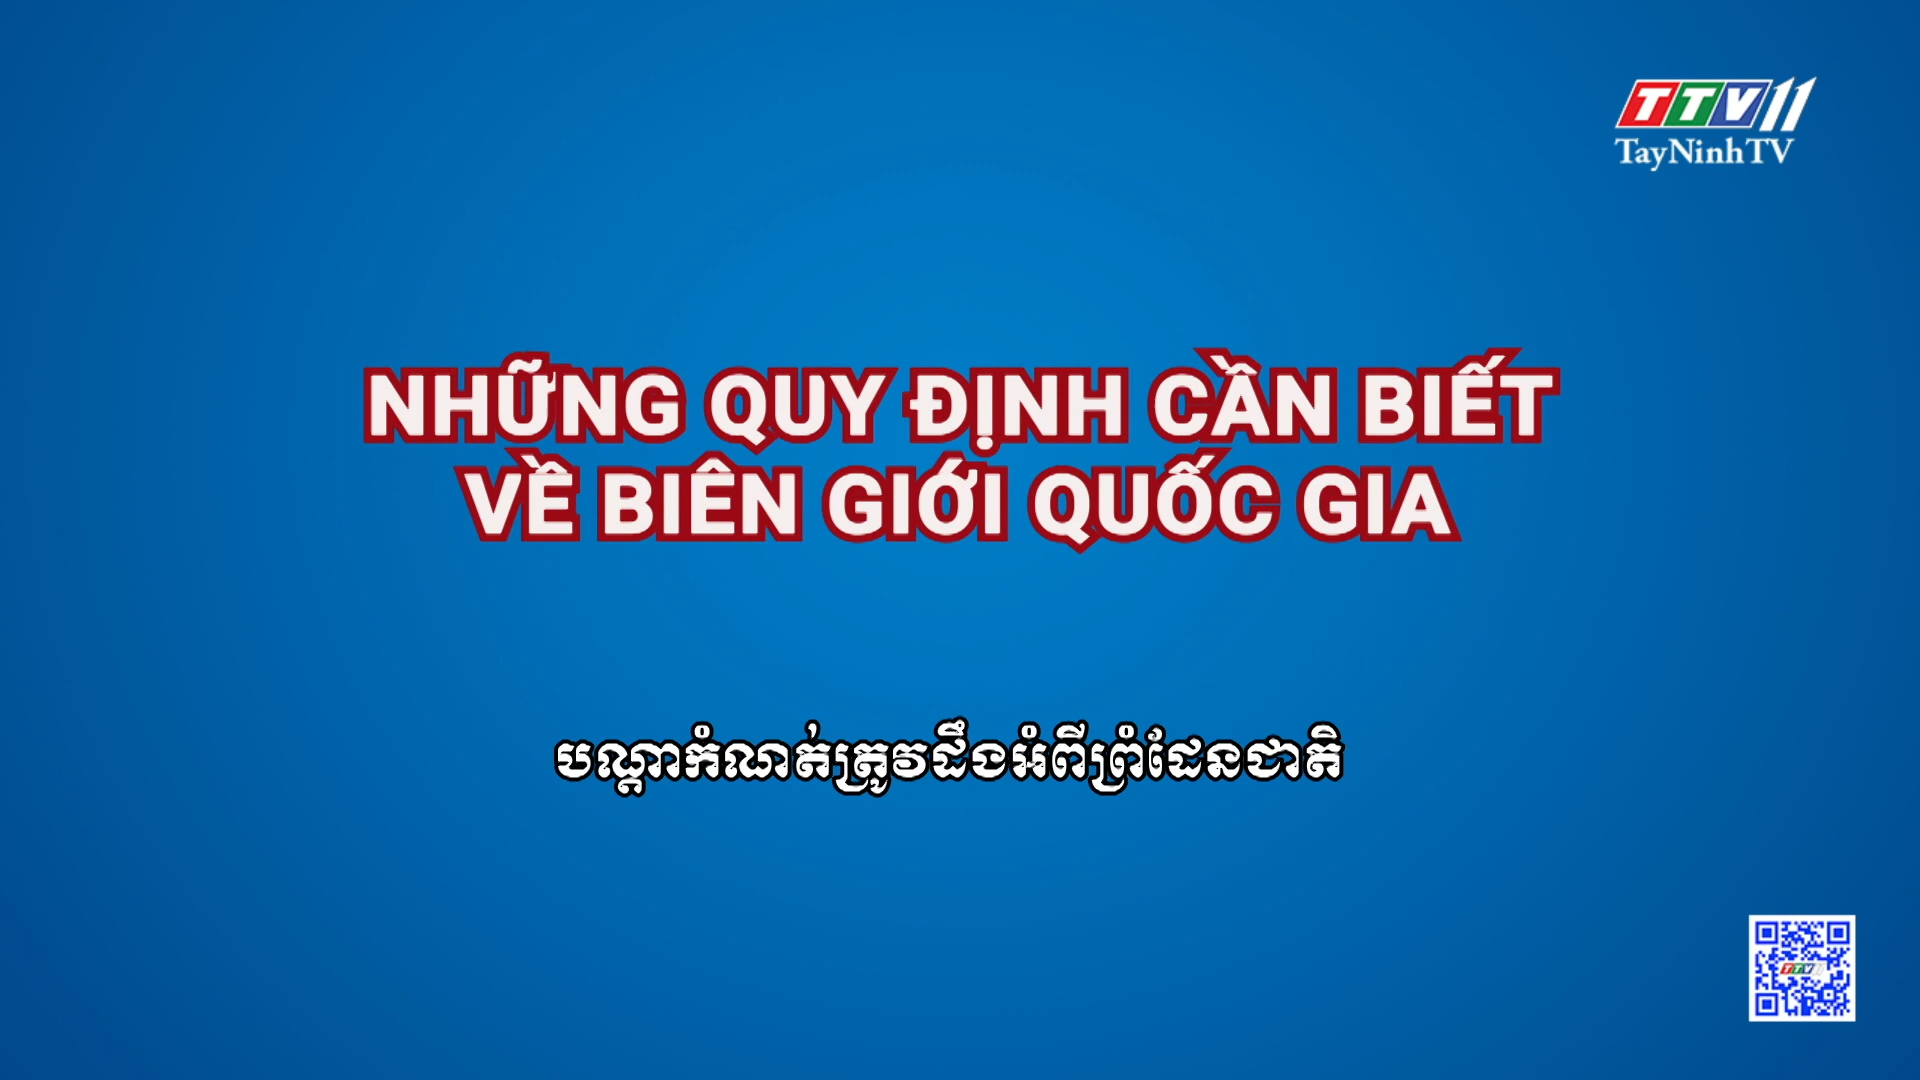 TTV11
TayNinhTV
NHỮNG QUY ĐỊNH CẦN BIẾT
VỀ BIÊN GIỚI QUỐC GIA
បណ្ដាកំណត់ត្រូវដឹងអំពីព្រំដែនជាតិ
TTV11